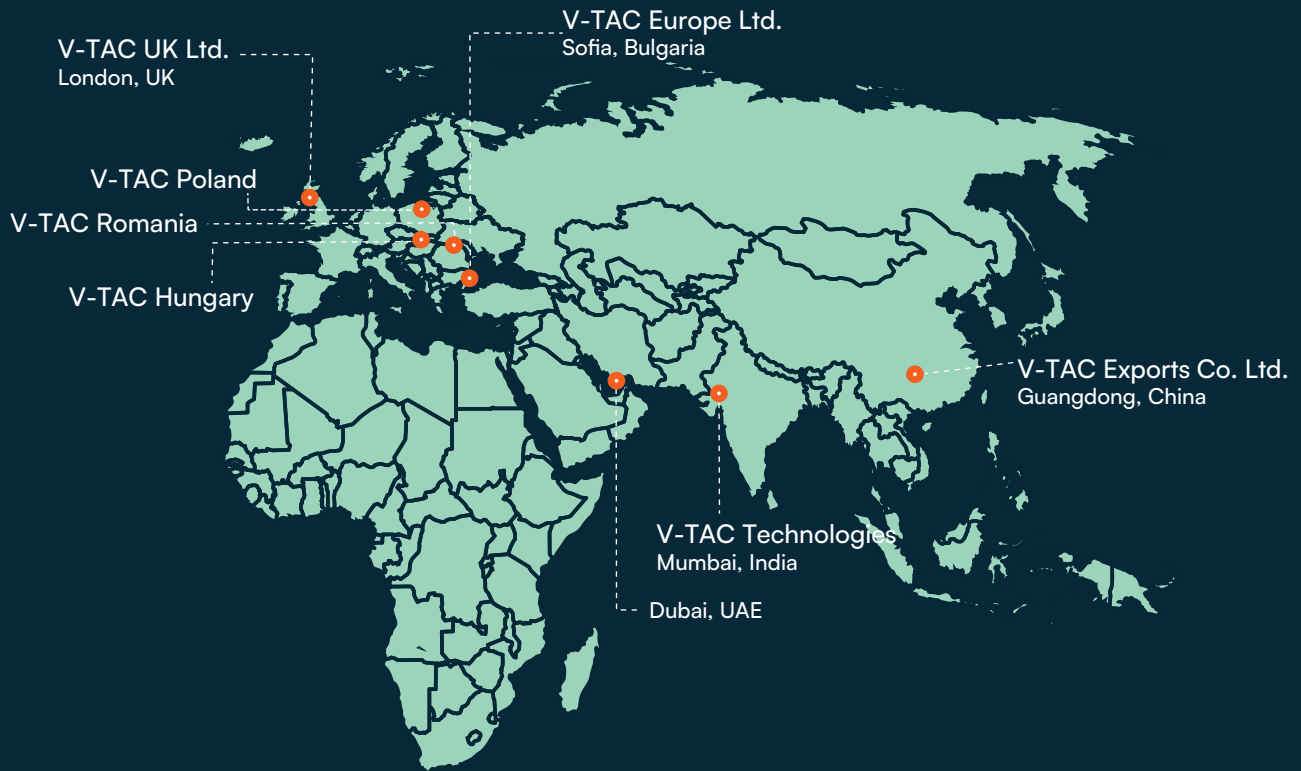 V-TAC Europe Ltd.
Sofia, Bulgaria
V-TAC UK Ltd.
London, UK
V-TAC Poland
V-TAC Romania
V-TAC Hungary
V-TAC Exports Co. Ltd.
Guangdong, China
V-TAC Technologies
Mumbai, India
Dubai, UAE